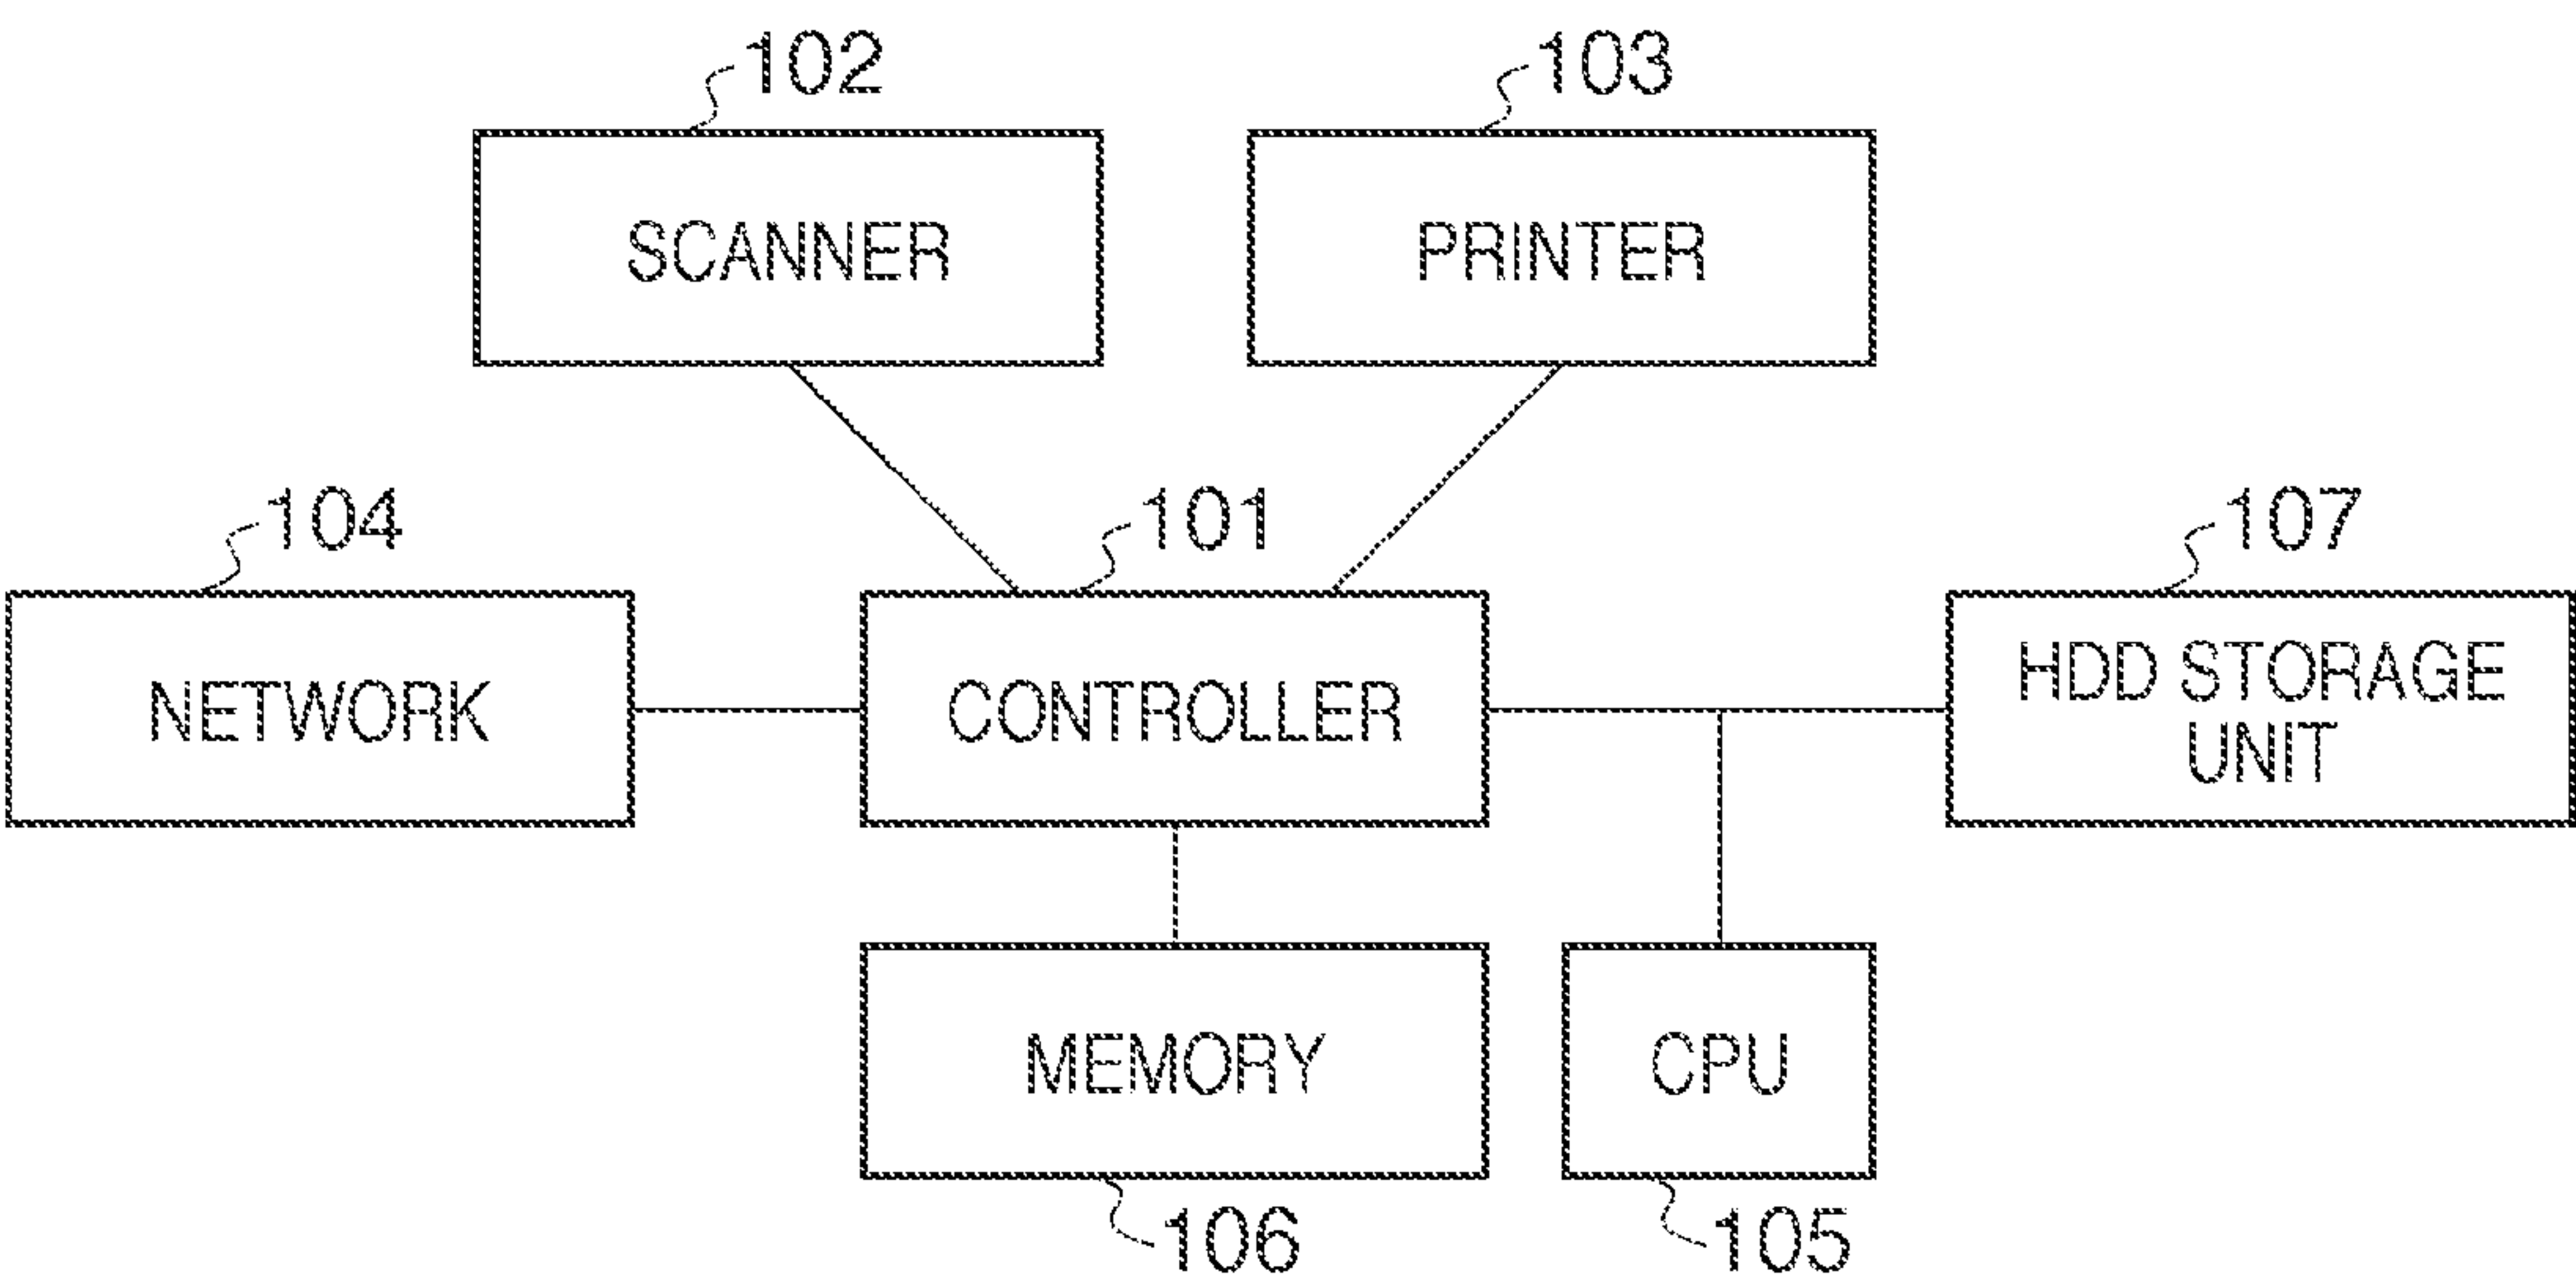 102
103
SCANNER
PRINTER
104
101
107
NETWORK
CONTROLLER
HDD STORAGE
UNIT
MEMORY
CPU
106
105